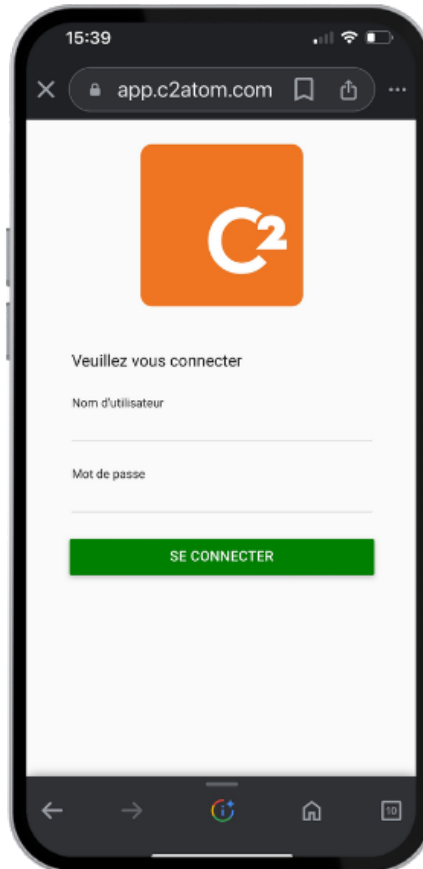 15:39
app.c2atom.com
C²
Veuillez vous connecter
Nom d'utilisateur
Mot de passe
SE CONNECTER
10